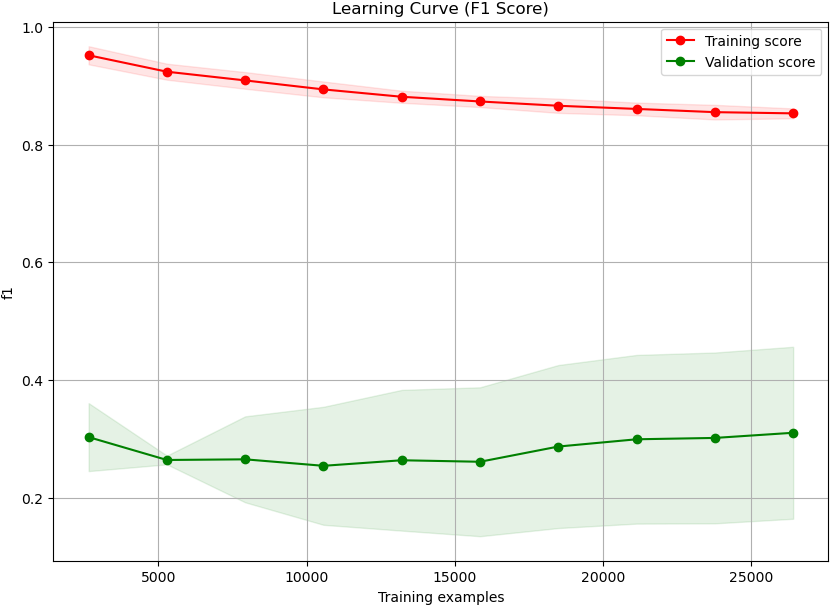 Learning Curve (F1 Score)
1.0
Training score
Validation score
0.8
0.6
f1
0.4
0.2
5000 10000 15000 20000 25000
Training examples